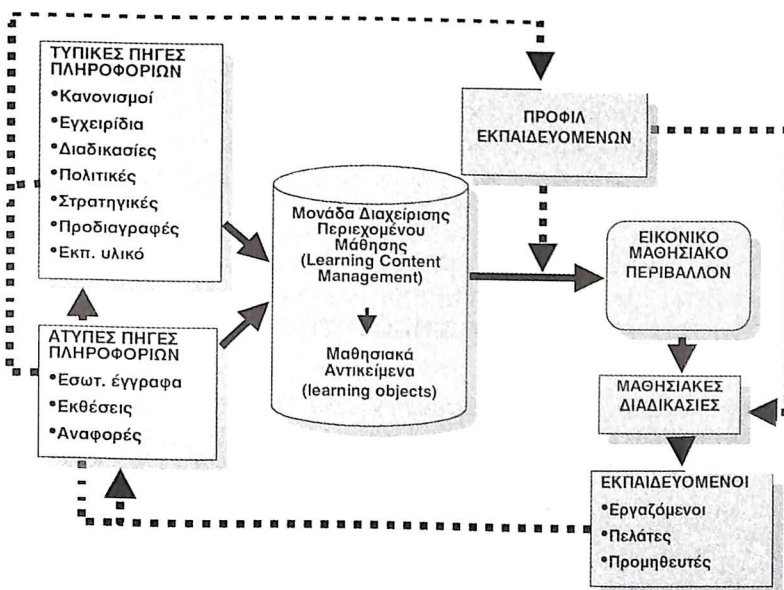 ΤΥΠΙΚΕΣ ΠΗΓΕΣ
ΠΛΗΡΟΦΟΡΙΩΝ
•Κανονισμοί
•Εγχειρίδια
•Διαδικασίες
•Πολιτικές
•Στρατηγικές
•Προδιαγραφές
•Εκπ. υλικό
ΑΤΥΠΕΣ ΠΗΓΕΣ
ΠΛΗΡΟΦΟΡΙΩΝ
•Εσωτ. έγγραφα
•Εκθέσεις
•Αναφορές
Μονάδα Διαχείρισης
Περιεχομένου
Μάθησης
(Learning Content
Management)
Μαθησιακά
Αντικείμενα
(learning objects)
ΠΡΟΦΙΛ
ΕΚΠΑΙΔΕΥΟΜΕΝΩΝ
ΕΙΚΟΝΙΚΟ
ΜΑΘΗΣΙΑΚΟ
ΠΕΡΙΒΑΛΛΟΝ
ΜΑΘΗΣΙΑΚΕΣ
ΔΙΑΔΙΚΑΣΙΕΣ
ΕΚΠΑΙΔΕΥΟΜΕΝΟΙ
•Εργαζόμενοι
•Πελάτες
•Προμηθευτές